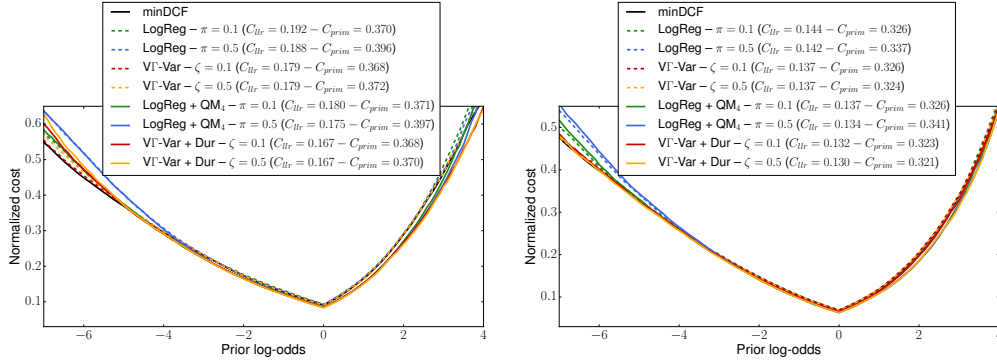 minDCF
LogReg – π = 0.1 (C_llr = 0.192 − C_prim = 0.370)
LogReg – π = 0.5 (C_llr = 0.188 − C_prim = 0.396)
VΓ-Var – ζ = 0.1 (C_llr = 0.179 − C_prim = 0.368)
VΓ-Var – ζ = 0.5 (C_llr = 0.179 − C_prim = 0.372)
LogReg + QM₄ – π = 0.1 (C_llr = 0.180 − C_prim = 0.371)
LogReg + QM₄ – π = 0.5 (C_llr = 0.175 − C_prim = 0.397)
VΓ-Var + Dur – ζ = 0.1 (C_llr = 0.167 − C_prim = 0.368)
VΓ-Var + Dur – ζ = 0.5 (C_llr = 0.167 − C_prim = 0.370)
0.6
0.5
0.4
0.3
0.2
0.1
Normalized cost
−6 −4 −2 0 2 4
Prior log-odds
minDCF
LogReg – π = 0.1 (C_llr = 0.144 − C_prim = 0.326)
LogReg – π = 0.5 (C_llr = 0.142 − C_prim = 0.337)
VΓ-Var – ζ = 0.1 (C_llr = 0.137 − C_prim = 0.326)
VΓ-Var – ζ = 0.5 (C_llr = 0.137 − C_prim = 0.324)
LogReg + QM₄ – π = 0.1 (C_llr = 0.137 − C_prim = 0.326)
LogReg + QM₄ – π = 0.5 (C_llr = 0.134 − C_prim = 0.341)
VΓ-Var + Dur – ζ = 0.1 (C_llr = 0.132 − C_prim = 0.323)
VΓ-Var + Dur – ζ = 0.5 (C_llr = 0.130 − C_prim = 0.321)
0.5
0.4
0.3
0.2
0.1
Normalized cost
−6 −4 −2 0 2 4
Prior log-odds